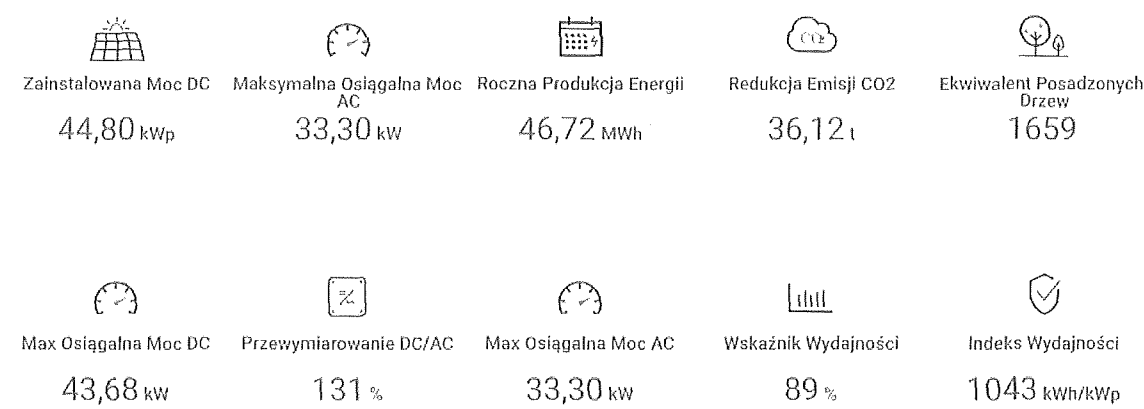 CO2
Zainstalowana Moc DC
44,80 kWp
Maksymalna Osiągalna Moc
AC
33,30 kW
Roczna Produkcja Energii
46,72 MWh
Redukcja Emisji CO2
36,12 t
Ekwiwalent Posadzonych
Drzew
1659
Max Osiągalna Moc DC
43,68 kW
Przewymiarowanie DC/AC
131 %
Max Osiągalna Moc AC
33,30 kW
Wskaźnik Wydajności
89 %
Indeks Wydajności
1043 kWh/kWp